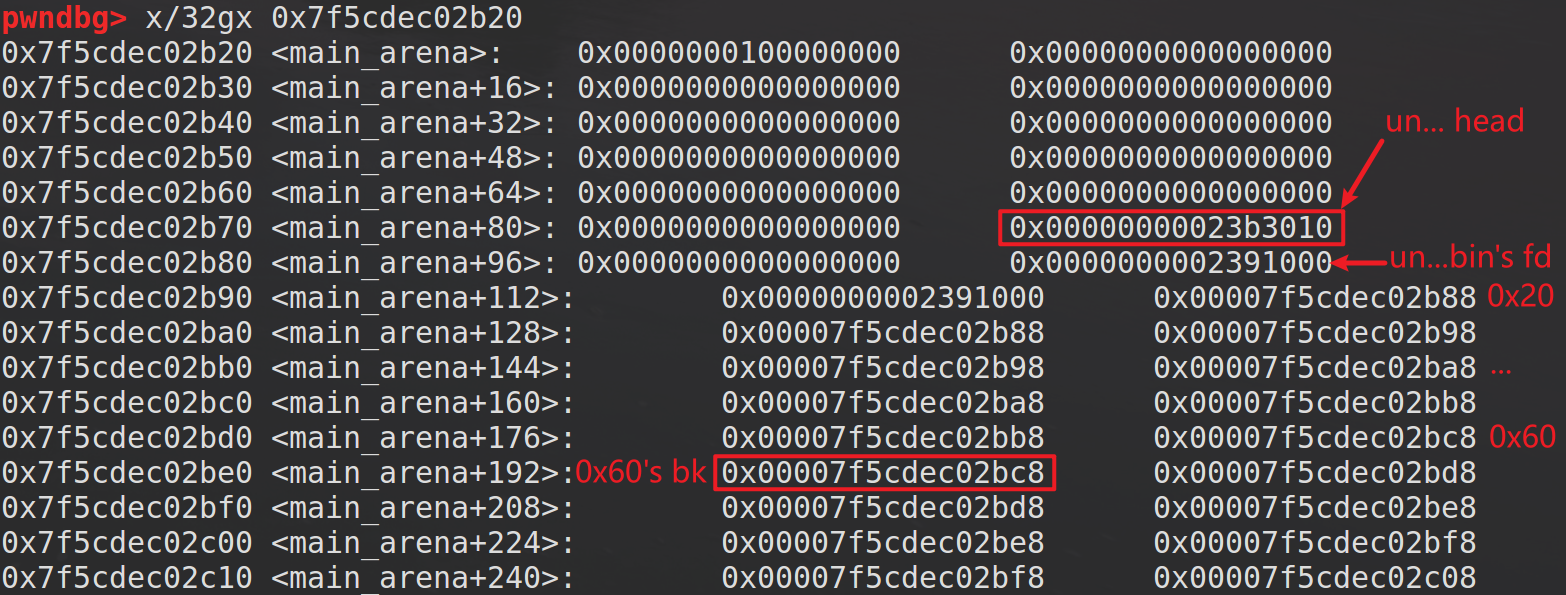 pwndbg> x/32gx 0x7f5cdec02b20
0x7f5cdec02b20 <main_arena>: 0x0000000100000000 0x0000000000000000
0x7f5cdec02b30 <main_arena+16>: 0x0000000000000000 0x0000000000000000
0x7f5cdec02b40 <main_arena+32>: 0x0000000000000000 0x0000000000000000 un... head
0x7f5cdec02b50 <main_arena+48>: 0x0000000000000000 0x0000000000000000
0x7f5cdec02b60 <main_arena+64>: 0x0000000000000000 0x0000000000000000
0x7f5cdec02b70 <main_arena+80>: 0x0000000000000000 0x00000000023b3010
0x7f5cdec02b80 <main_arena+96>: 0x0000000000000000 0x0000000002391000 un...bin's fd
0x7f5cdec02b90 <main_arena+112>: 0x0000000002391000 0x00007f5cdec02b88 0x20
0x7f5cdec02ba0 <main_arena+128>: 0x00007f5cdec02b88 0x00007f5cdec02b98
0x7f5cdec02bb0 <main_arena+144>: 0x00007f5cdec02b98 0x00007f5cdec02ba8 ...
0x7f5cdec02bc0 <main_arena+160>: 0x00007f5cdec02ba8 0x00007f5cdec02bb8
0x7f5cdec02bd0 <main_arena+176>: 0x00007f5cdec02bb8 0x00007f5cdec02bc8 0x60
0x7f5cdec02be0 <main_arena+192>: 0x60's bk 0x00007f5cdec02bc8 0x00007f5cdec02bd8
0x7f5cdec02bf0 <main_arena+208>: 0x00007f5cdec02bd8 0x00007f5cdec02be8
0x7f5cdec02c00 <main_arena+224>: 0x00007f5cdec02be8 0x00007f5cdec02bf8
0x7f5cdec02c10 <main_arena+240>: 0x00007f5cdec02bf8 0x00007f5cdec02c08